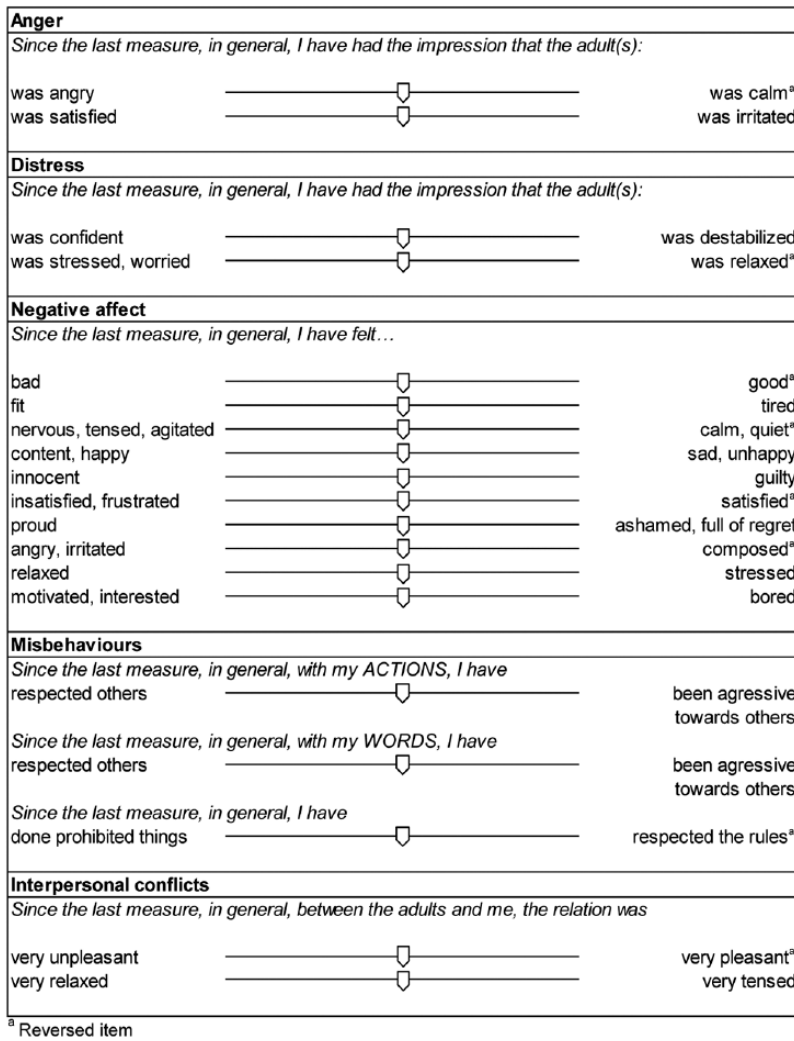 Anger
Since the last measure, in general, I have had the impression that the adult(s):
was angry was calmᵃ
was satisfied was irritated
Distress
Since the last measure, in general, I have had the impression that the adult(s):
was confident was destabilized
was stressed, worried was relaxedᵃ
Negative affect
Since the last measure, in general, I have felt…
bad goodᵃ
fit tired
nervous, tensed, agitated calm, quietᵃ
content, happy sad, unhappy
innocent guilty
insatisfied, frustrated satisfiedᵃ
proud ashamed, full of regret
angry, irritated composedᵃ
relaxed stressed
motivated, interested bored
Misbehaviours
Since the last measure, in general, with my ACTIONS, I have
respected others been agressive
towards others
Since the last measure, in general, with my WORDS, I have
respected others been agressive
towards others
Since the last measure, in general, I have
done prohibited things respected the rulesᵃ
Interpersonal conflicts
Since the last measure, in general, between the adults and me, the relation was
very unpleasant very pleasantᵃ
very relaxed very tensed
ᵃ Reversed item